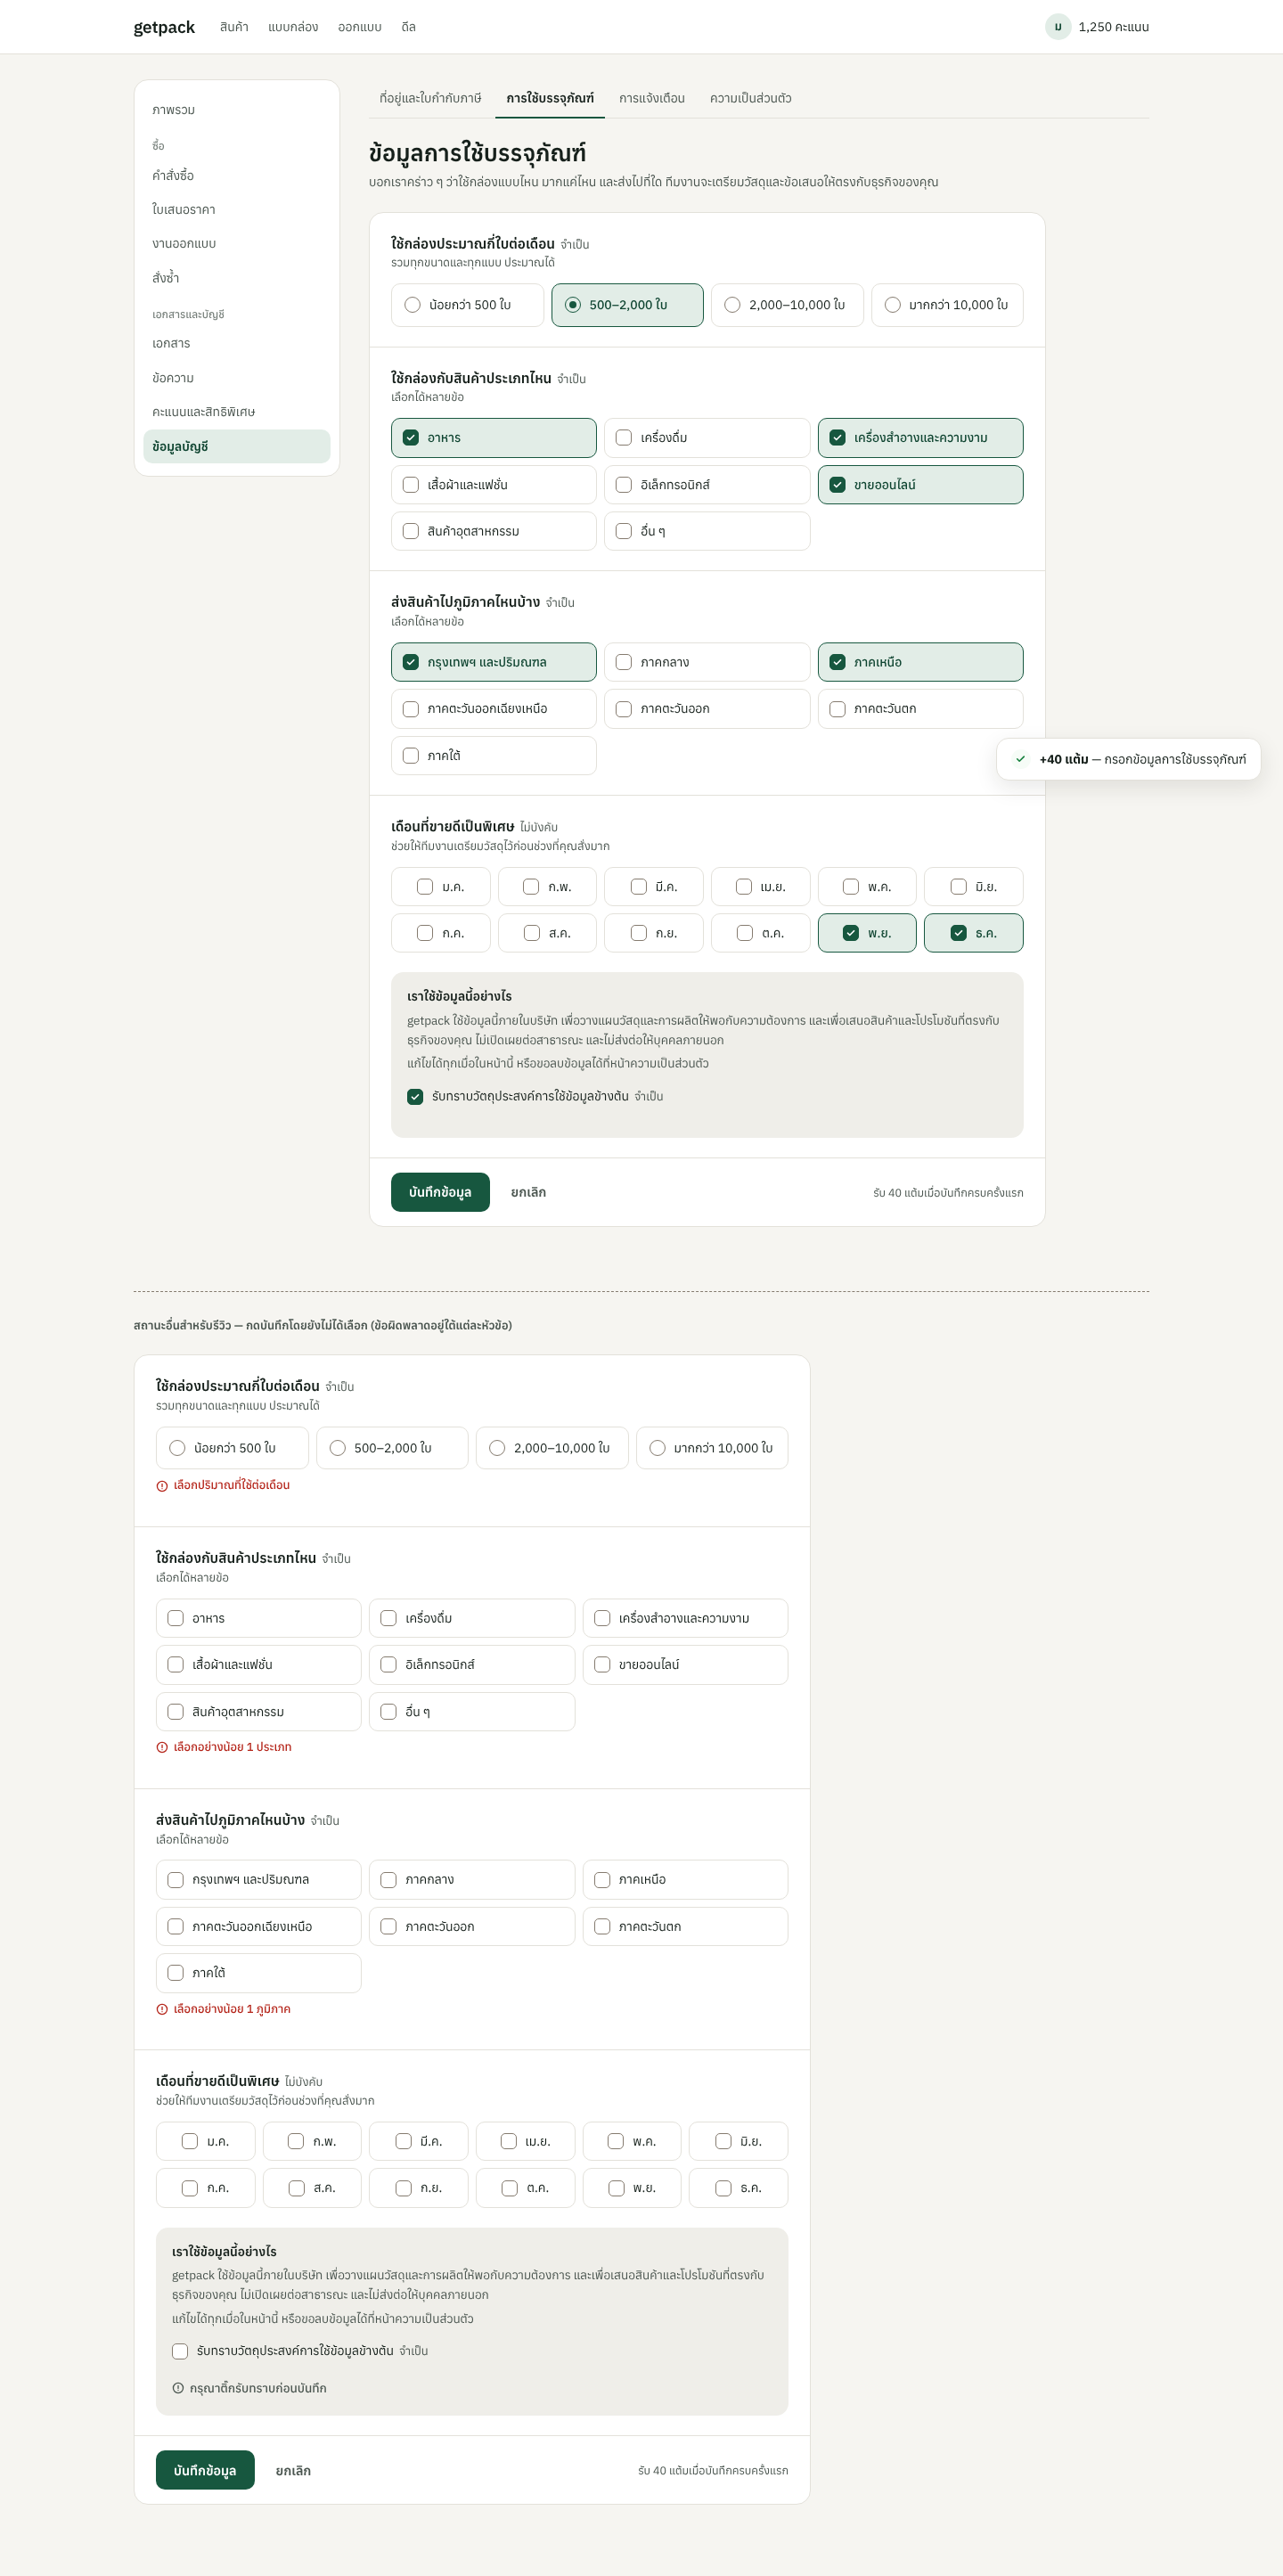 getpack
สินค้า
แบบกล่อง
ออกแบบ
ดีล
ม
1,250 คะแนน
ภาพรวม
ซื้อ
คำสั่งซื้อ
ใบเสนอราคา
งานออกแบบ
สั่งซ้ำ
เอกสารและบัญชี
เอกสาร
ข้อความ
คะแนนและสิทธิพิเศษ
ข้อมูลบัญชี
ที่อยู่และใบกำกับภาษี
การใช้บรรจุภัณฑ์
การแจ้งเตือน
ความเป็นส่วนตัว
ข้อมูลการใช้บรรจุภัณฑ์
บอกเราคร่าว ๆ ว่าใช้กล่องแบบไหน มากแค่ไหน และส่งไปที่ใด ทีมงานจะเตรียมวัสดุและข้อเสนอให้ตรงกับธุรกิจของคุณ
ใช้กล่องประมาณกี่ใบต่อเดือน จำเป็น
รวมทุกขนาดและทุกแบบ ประมาณได้
น้อยกว่า 500 ใบ
500–2,000 ใบ
2,000–10,000 ใบ
มากกว่า 10,000 ใบ
ใช้กล่องกับสินค้าประเภทไหน จำเป็น
เลือกได้หลายข้อ
อาหาร
เครื่องดื่ม
เครื่องสำอางและความงาม
เสื้อผ้าและแฟชั่น
อิเล็กทรอนิกส์
ขายออนไลน์
สินค้าอุตสาหกรรม
อื่น ๆ
ส่งสินค้าไปภูมิภาคไหนบ้าง จำเป็น
เลือกได้หลายข้อ
กรุงเทพฯ และปริมณฑล
ภาคกลาง
ภาคเหนือ
ภาคตะวันออกเฉียงเหนือ
ภาคตะวันออก
ภาคตะวันตก
ภาคใต้
+40 แต้ม — กรอกข้อมูลการใช้บรรจุภัณฑ์
เดือนที่ขายดีเป็นพิเศษ ไม่บังคับ
ช่วยให้ทีมงานเตรียมวัสดุไว้ก่อนช่วงที่คุณสั่งมาก
ม.ค.
ก.พ.
มี.ค.
เม.ย.
พ.ค.
มิ.ย.
ก.ค.
ส.ค.
ก.ย.
ต.ค.
พ.ย.
ธ.ค.
เราใช้ข้อมูลนี้อย่างไร
getpack ใช้ข้อมูลนี้ภายในบริษัท เพื่อวางแผนวัสดุและการผลิตให้พอกับความต้องการ และเพื่อเสนอสินค้าและโปรโมชันที่ตรงกับ
ธุรกิจของคุณ ไม่เปิดเผยต่อสาธารณะ และไม่ส่งต่อให้บุคคลภายนอก
แก้ไขได้ทุกเมื่อในหน้านี้ หรือขอลบข้อมูลได้ที่หน้าความเป็นส่วนตัว
รับทราบวัตถุประสงค์การใช้ข้อมูลข้างต้น จำเป็น
บันทึกข้อมูล
ยกเลิก
รับ 40 แต้มเมื่อบันทึกครบครั้งแรก
สถานะอื่นสำหรับรีวิว — กดบันทึกโดยยังไม่ได้เลือก (ข้อผิดพลาดอยู่ใต้แต่ละหัวข้อ)
ใช้กล่องประมาณกี่ใบต่อเดือน จำเป็น
รวมทุกขนาดและทุกแบบ ประมาณได้
น้อยกว่า 500 ใบ
500–2,000 ใบ
2,000–10,000 ใบ
มากกว่า 10,000 ใบ
เลือกปริมาณที่ใช้ต่อเดือน
ใช้กล่องกับสินค้าประเภทไหน จำเป็น
เลือกได้หลายข้อ
อาหาร
เครื่องดื่ม
เครื่องสำอางและความงาม
เสื้อผ้าและแฟชั่น
อิเล็กทรอนิกส์
ขายออนไลน์
สินค้าอุตสาหกรรม
อื่น ๆ
เลือกอย่างน้อย 1 ประเภท
ส่งสินค้าไปภูมิภาคไหนบ้าง จำเป็น
เลือกได้หลายข้อ
กรุงเทพฯ และปริมณฑล
ภาคกลาง
ภาคเหนือ
ภาคตะวันออกเฉียงเหนือ
ภาคตะวันออก
ภาคตะวันตก
ภาคใต้
เลือกอย่างน้อย 1 ภูมิภาค
เดือนที่ขายดีเป็นพิเศษ ไม่บังคับ
ช่วยให้ทีมงานเตรียมวัสดุไว้ก่อนช่วงที่คุณสั่งมาก
ม.ค.
ก.พ.
มี.ค.
เม.ย.
พ.ค.
มิ.ย.
ก.ค.
ส.ค.
ก.ย.
ต.ค.
พ.ย.
ธ.ค.
เราใช้ข้อมูลนี้อย่างไร
getpack ใช้ข้อมูลนี้ภายในบริษัท เพื่อวางแผนวัสดุและการผลิตให้พอกับความต้องการ และเพื่อเสนอสินค้าและโปรโมชันที่ตรงกับ
ธุรกิจของคุณ ไม่เปิดเผยต่อสาธารณะ และไม่ส่งต่อให้บุคคลภายนอก
แก้ไขได้ทุกเมื่อในหน้านี้ หรือขอลบข้อมูลได้ที่หน้าความเป็นส่วนตัว
รับทราบวัตถุประสงค์การใช้ข้อมูลข้างต้น จำเป็น
กรุณาติ๊กรับทราบก่อนบันทึก
บันทึกข้อมูล
ยกเลิก
รับ 40 แต้มเมื่อบันทึกครบครั้งแรก